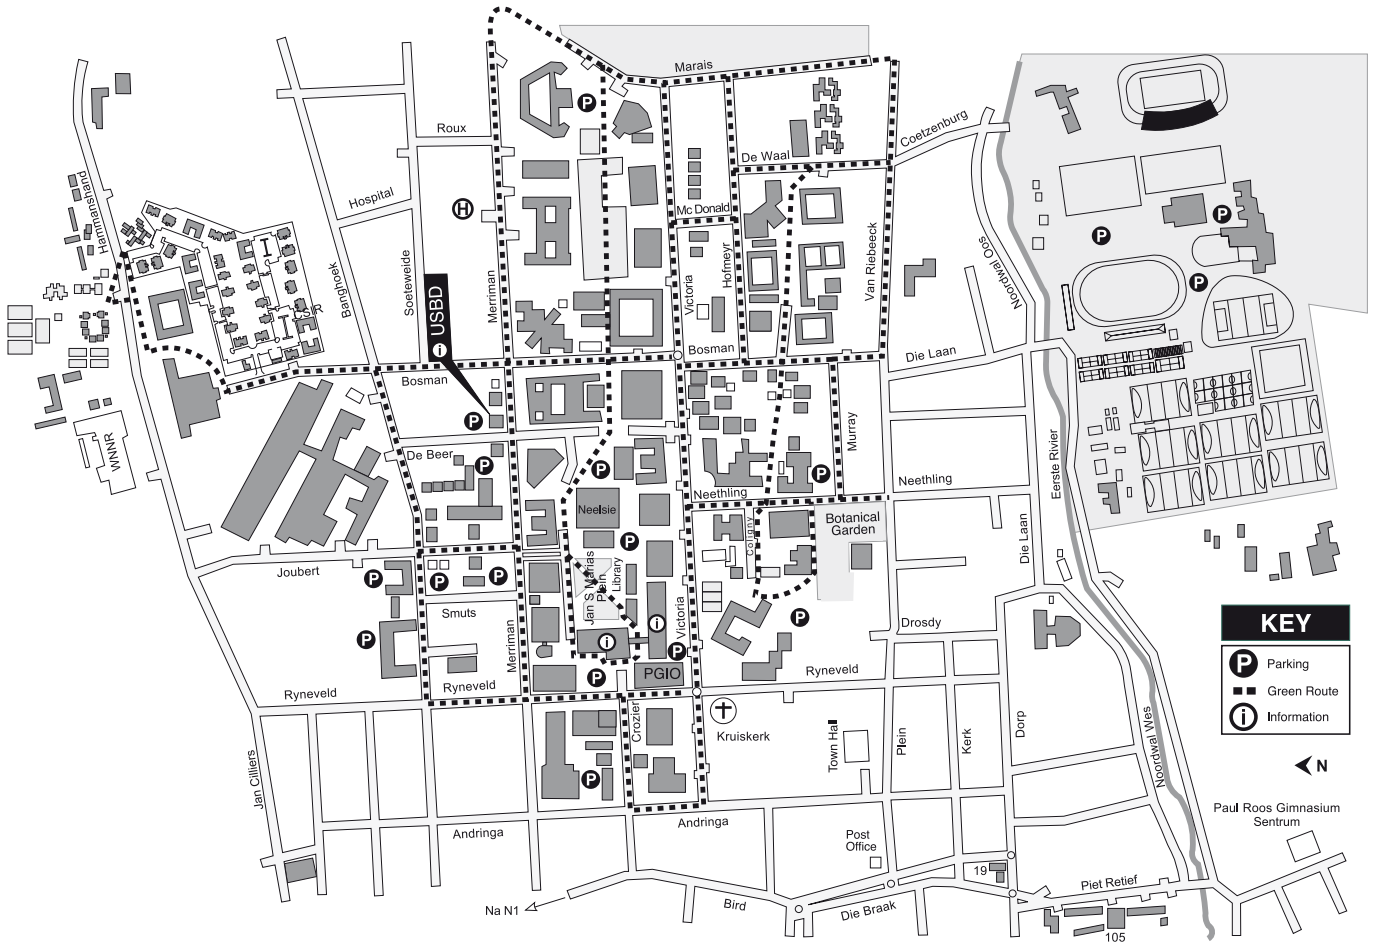 Marais
Coetzenburg
Roux
De Waal
P
Hammanshand
Hospital
H
Mc Donald
P
P
Banghoek
Soeteweide
Merriman
Victoria
Hofmeyr
Van Riebeeck
Noordwal Oos
P
CSIR
i USBD
Bosman
Die Laan
Bosman
P
Murray
WNNR
De Beer
P
P
P
Eerste Rivier
Neethling
Neethling
Neelsie
Botanical
Garden
Coligny
P
Die Laan
Joubert
P
P
P
Jan S Marias
Plein
Library
Smuts
P
Merriman
i
i
Victoria
P
P
Drosdy
KEY
P Parking
Green Route
i Information
PGIO
P
Ryneveld
Ryneveld
Ryneveld
Crozier
Kruiskerk
Town Hall
Plein
Kerk
Dorp
Noordwal Wes
N
Jan Cilliers
P
Paul Roos Gimnasium
Sentrum
Andringa
Andringa
Post
Office
19
Piet Retief
Na N1
Bird
Die Braak
105